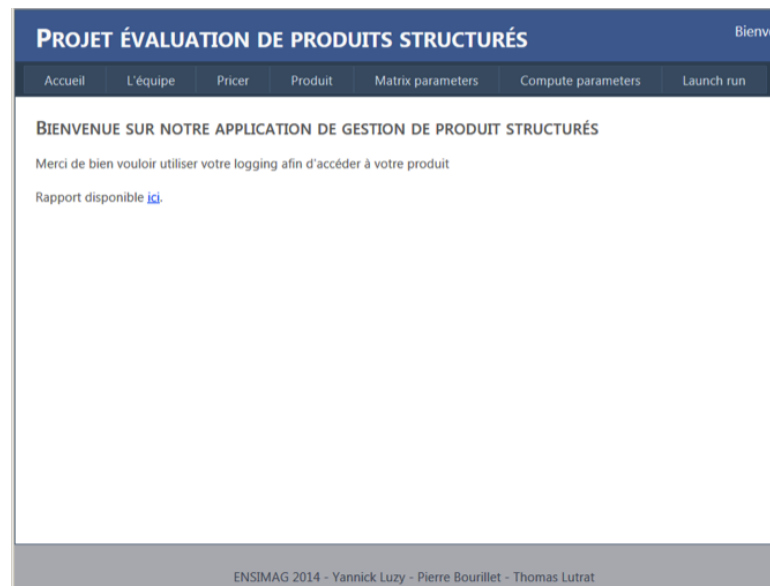 PROJET ÉVALUATION DE PRODUITS STRUCTURÉS
Accueil L'équipe Pricer Produit Matrix parameters Compute parameters Launch run
BIENVENUE SUR NOTRE APPLICATION DE GESTION DE PRODUIT STRUCTURÉS
Merci de bien vouloir utiliser votre logging afin d'accéder à votre produit
Rapport disponible ici.
ENSIMAG 2014 - Yannick Luzy - Pierre Bourillet - Thomas Lutrat